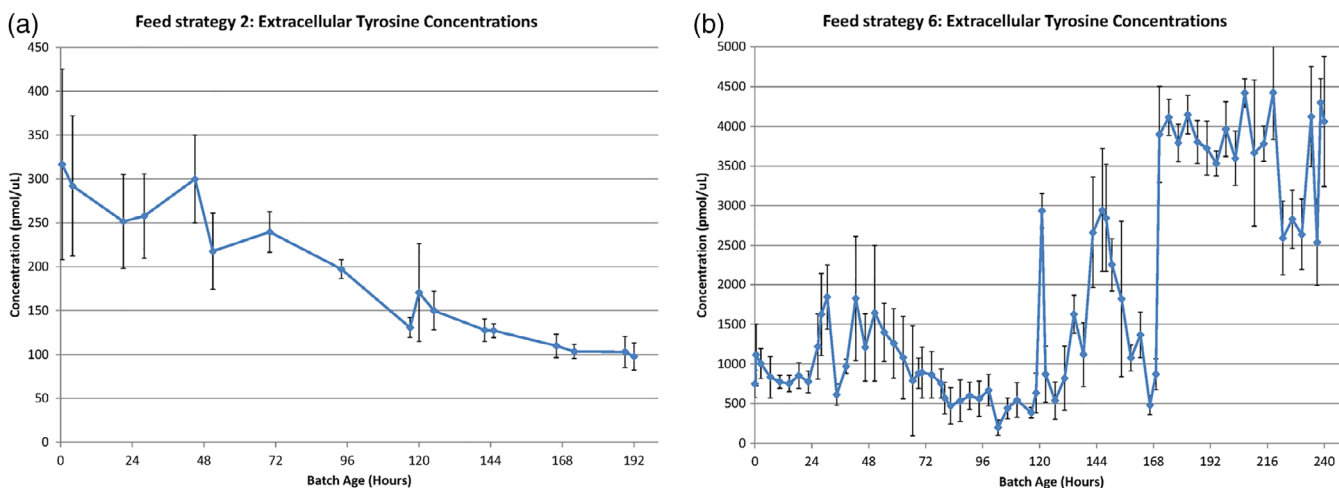 (a)
Feed strategy 2: Extracellular Tyrosine Concentrations
450
400
350
300
250
200
150
100
50
0
Concentration (pmol/uL)
0 24 48 72 96 120 144 168 192
Batch Age (Hours)
(b)
Feed strategy 6: Extracellular Tyrosine Concentrations
5000
4500
4000
3500
3000
2500
2000
1500
1000
500
0
Concentration (pmol/uL)
0 24 48 72 96 120 144 168 192 216 240
Batch Age (Hours)